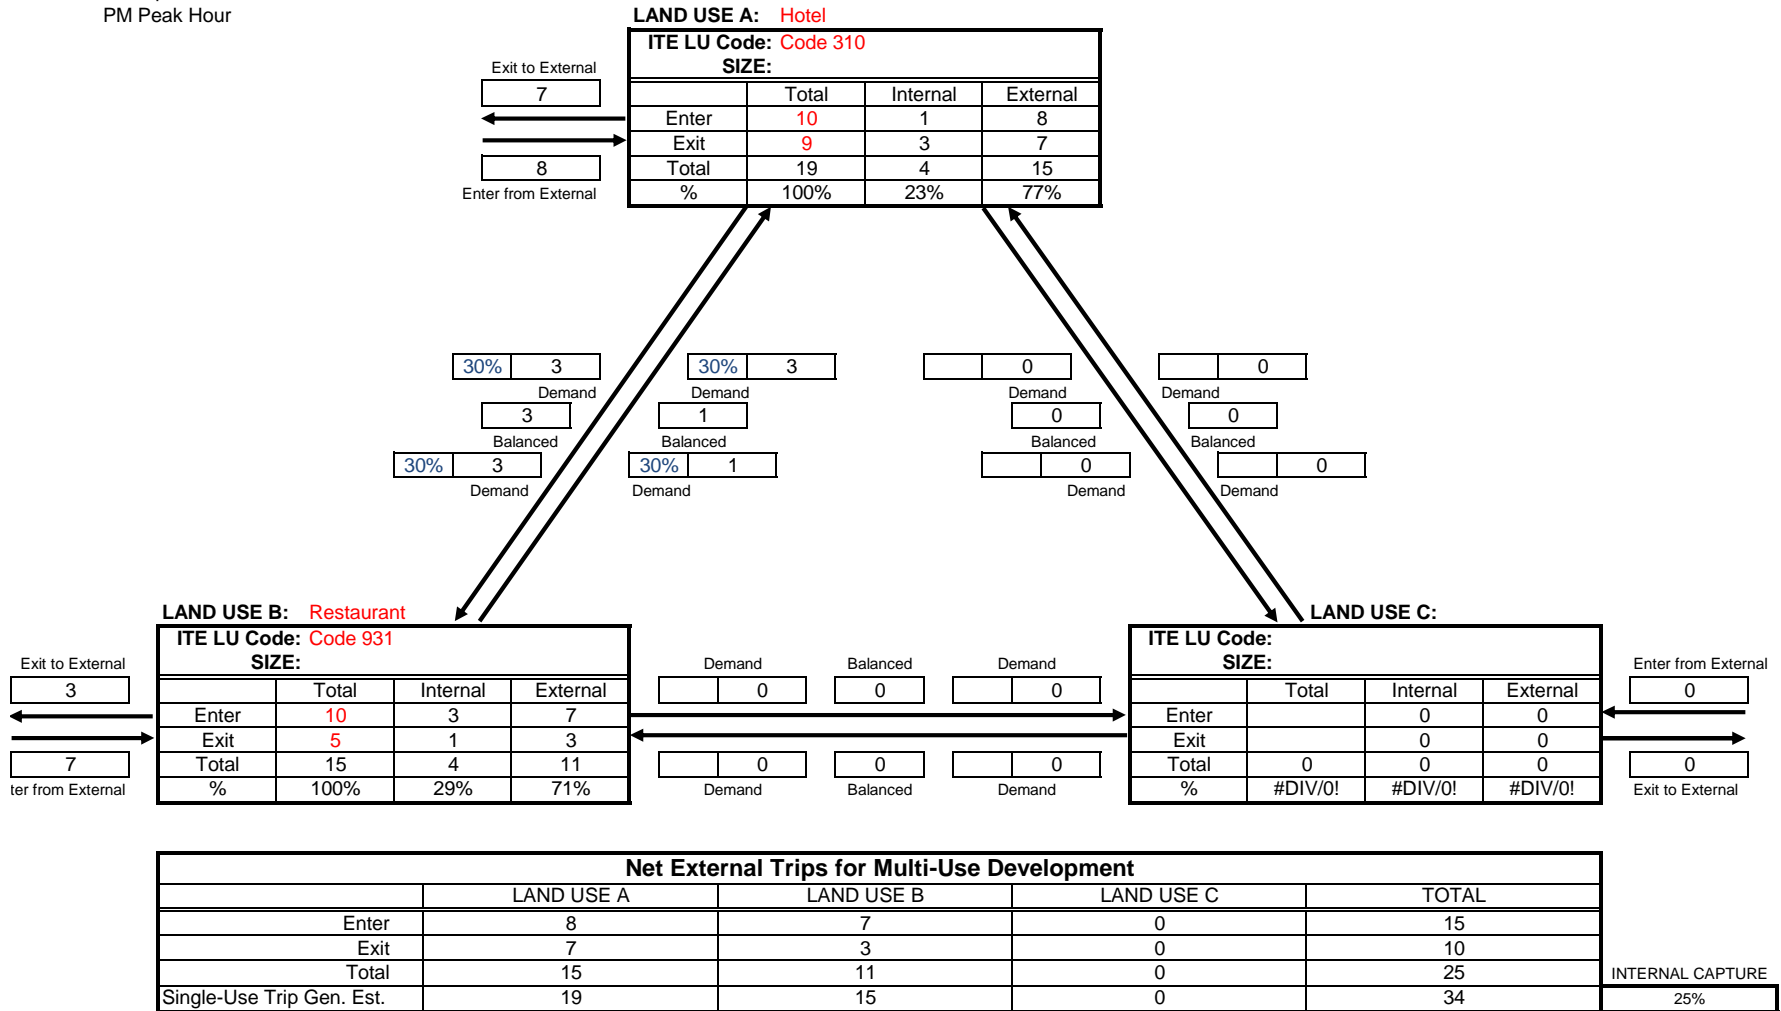 PM Peak Hour
LAND USE A: Hotel
ITE LU Code: Code 310
SIZE:
Exit to External
7
Total Internal External
Enter 10 1 8
Exit 9 3 7
Total 19 4 15
% 100% 23% 77%
8
Enter from External
30% 3 30% 3 0 0
Demand Demand Demand Demand
3 1 0 0
Balanced Balanced Balanced Balanced
30% 3 30% 1 0 0
Demand Demand Demand Demand
LAND USE B: Restaurant
ITE LU Code: Code 931
SIZE:
Exit to External
3
Total Internal External
Enter 10 3 7
Exit 5 1 3
Total 15 4 11
% 100% 29% 71%
7
ter from External
Demand Balanced Demand
0 0 0
0 0 0
Demand Balanced Demand
LAND USE C:
ITE LU Code:
SIZE:
Total Internal External
Enter 0 0
Exit 0 0
Total 0 0 0
% #DIV/0! #DIV/0! #DIV/0!
Enter from External
0
0
Exit to External
Net External Trips for Multi-Use Development
LAND USE A LAND USE B LAND USE C TOTAL
Enter 8 7 0 15
Exit 7 3 0 10
Total 15 11 0 25
INTERNAL CAPTURE
Single-Use Trip Gen. Est. 19 15 0 34 25%